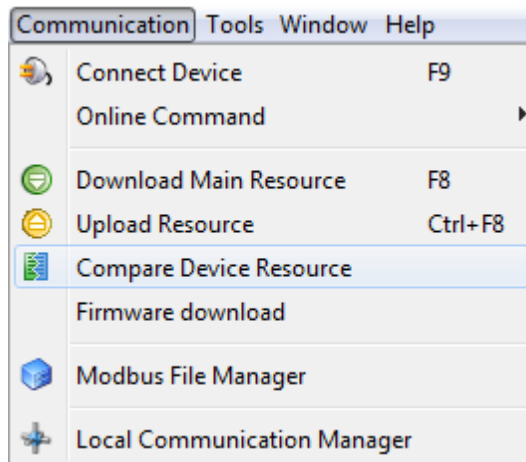 Communication Tools Window Help
Connect Device F9
Online Command
Download Main Resource F8
Upload Resource Ctrl+F8
Compare Device Resource
Firmware download
Modbus File Manager
Local Communication Manager